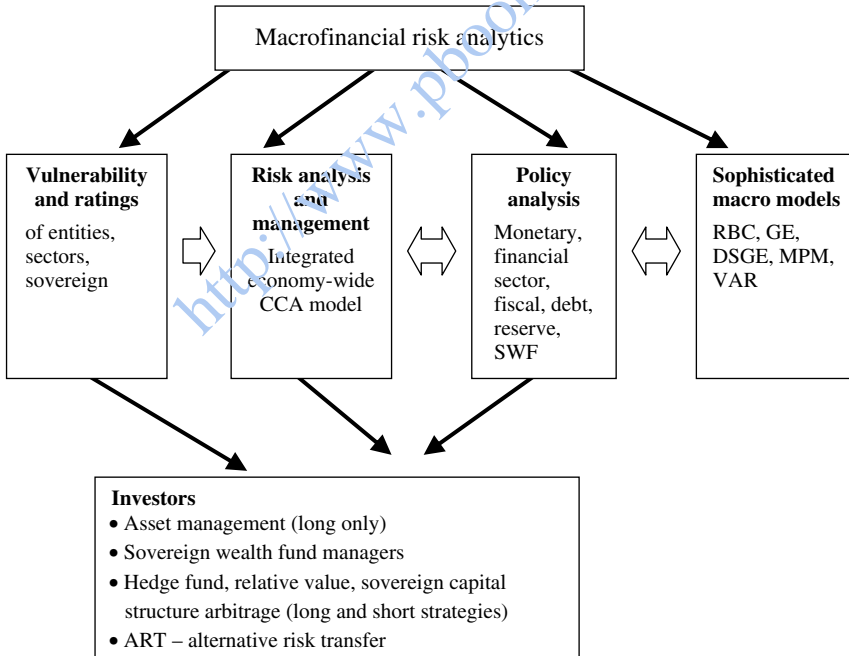 Macrofinancial risk analytics
Vulnerability
and ratings
of entities,
sectors,
sovereign
Risk analysis
and
management
Integrated
economy-wide
CCA model
Policy
analysis
Monetary,
financial
sector,
fiscal, debt,
reserve,
SWF
Sophisticated
macro models
RBC, GE,
DSGE, MPM,
VAR
Investors
• Asset management (long only)
• Sovereign wealth fund managers
• Hedge fund, relative value, sovereign capital
structure arbitrage (long and short strategies)
• ART – alternative risk transfer
http://www.pboo